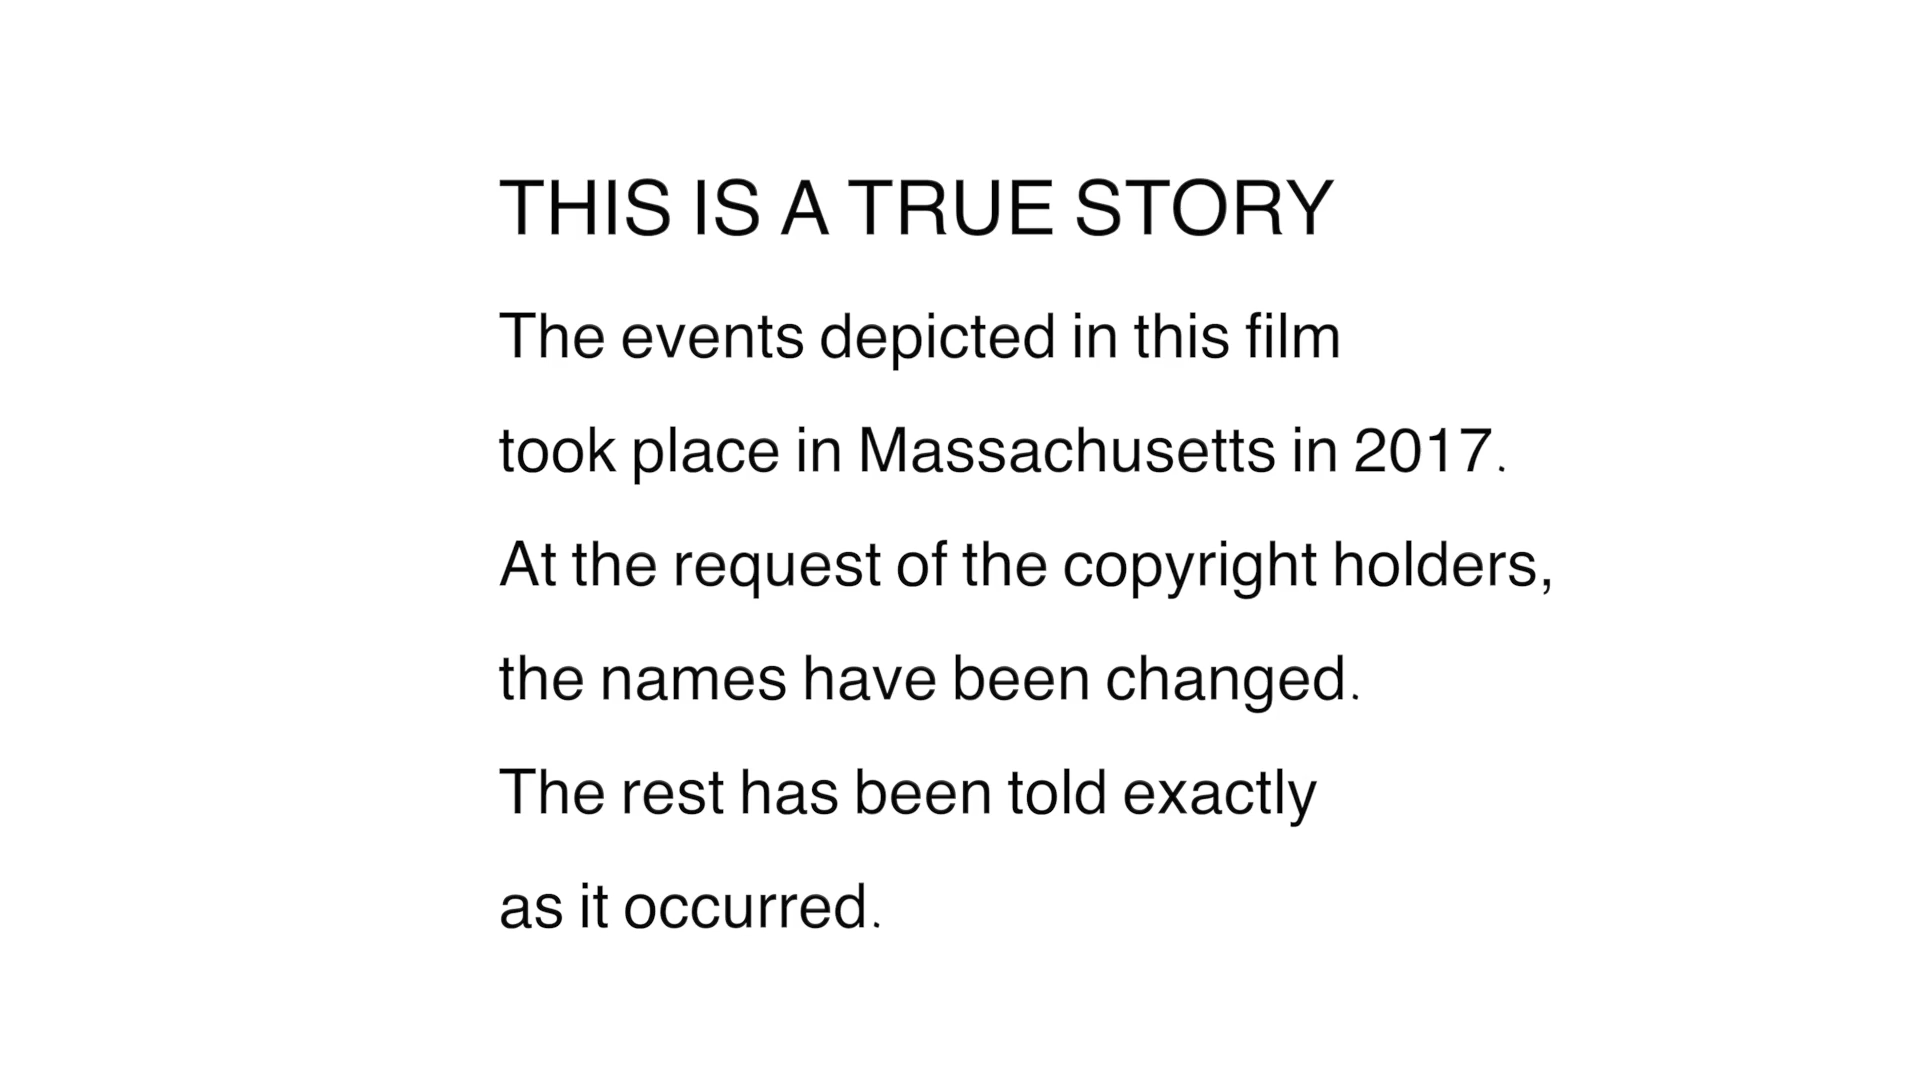 THIS IS A TRUE STORY
The events depicted in this film
took place in Massachusetts in 2017.
At the request of the copyright holders,
the names have been changed.
The rest has been told exactly
as it occurred.